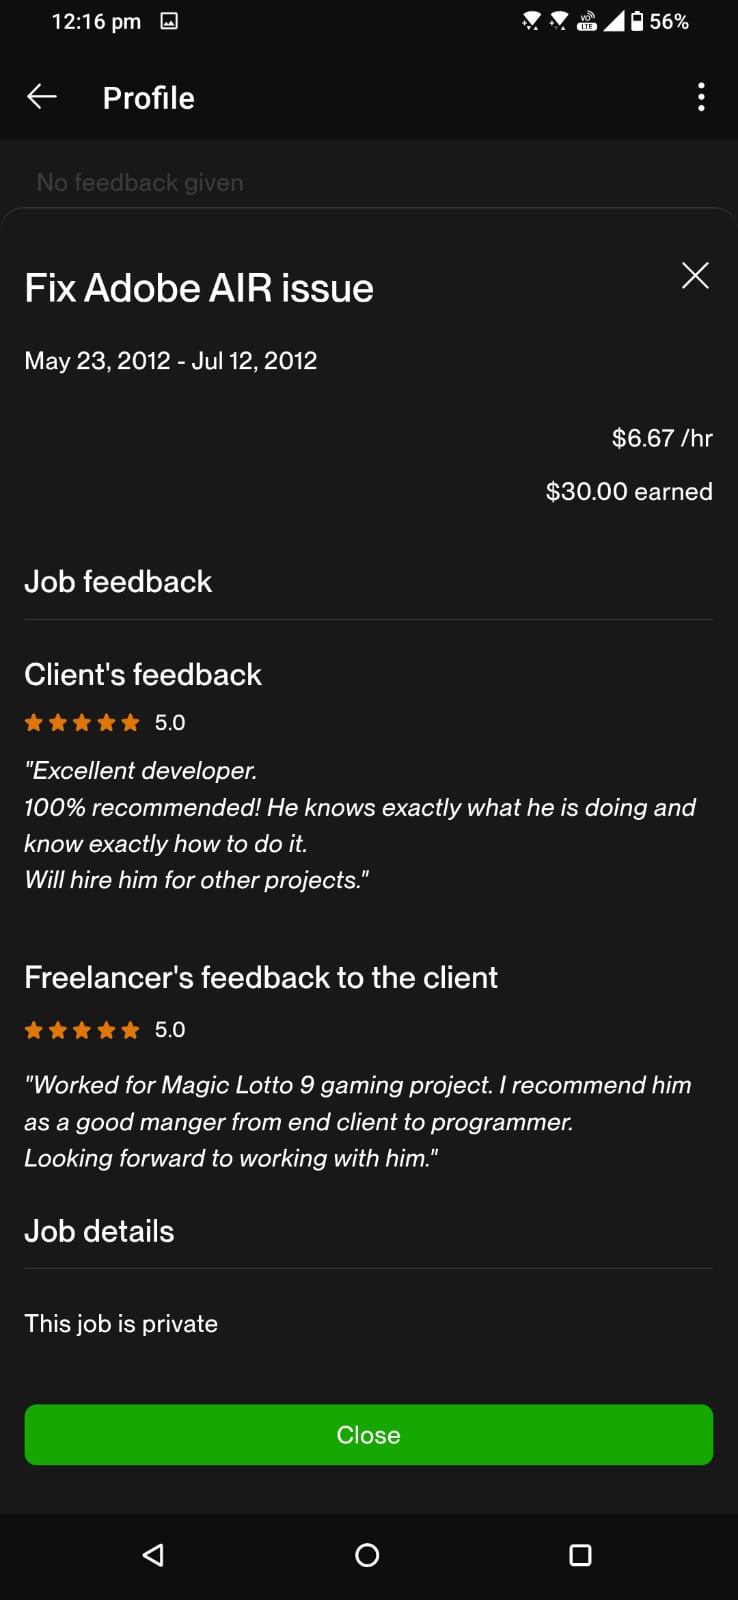 12:16 pm
VO
LTE
56%
Profile
No feedback given
Fix Adobe AIR issue
May 23, 2012 - Jul 12, 2012
$6.67 /hr
$30.00 earned
Job feedback
Client's feedback
5.0
"Excellent developer.
100% recommended! He knows exactly what he is doing and
know exactly how to do it.
Will hire him for other projects."
Freelancer's feedback to the client
5.0
"Worked for Magic Lotto 9 gaming project. I recommend him
as a good manger from end client to programmer.
Looking forward to working with him."
Job details
This job is private
Close